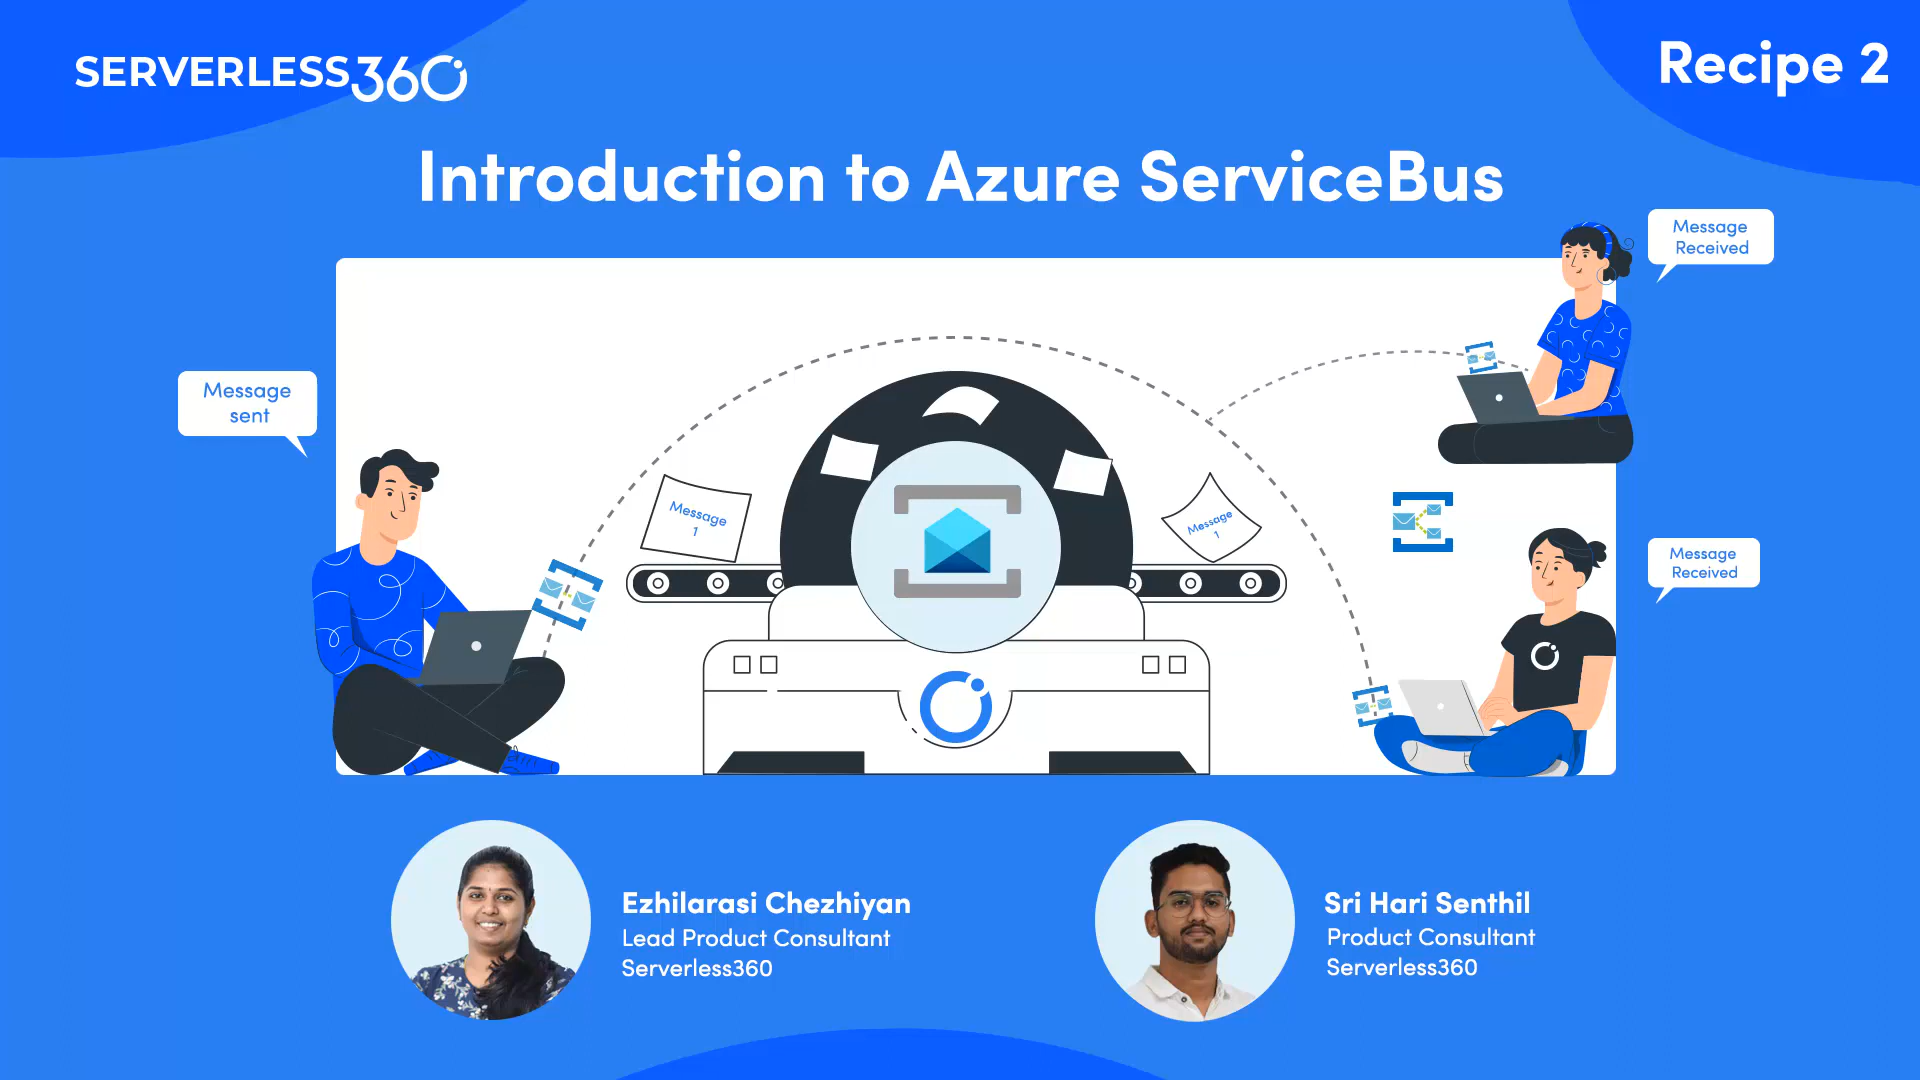 SERVERLESS360
Recipe 2
Introduction to Azure ServiceBus
Message
Received
Message
sent
Message
1
Message
1
Message
Received
Ezhilarasi Chezhiyan
Lead Product Consultant
Serverless360
Sri Hari Senthil
Product Consultant
Serverless360